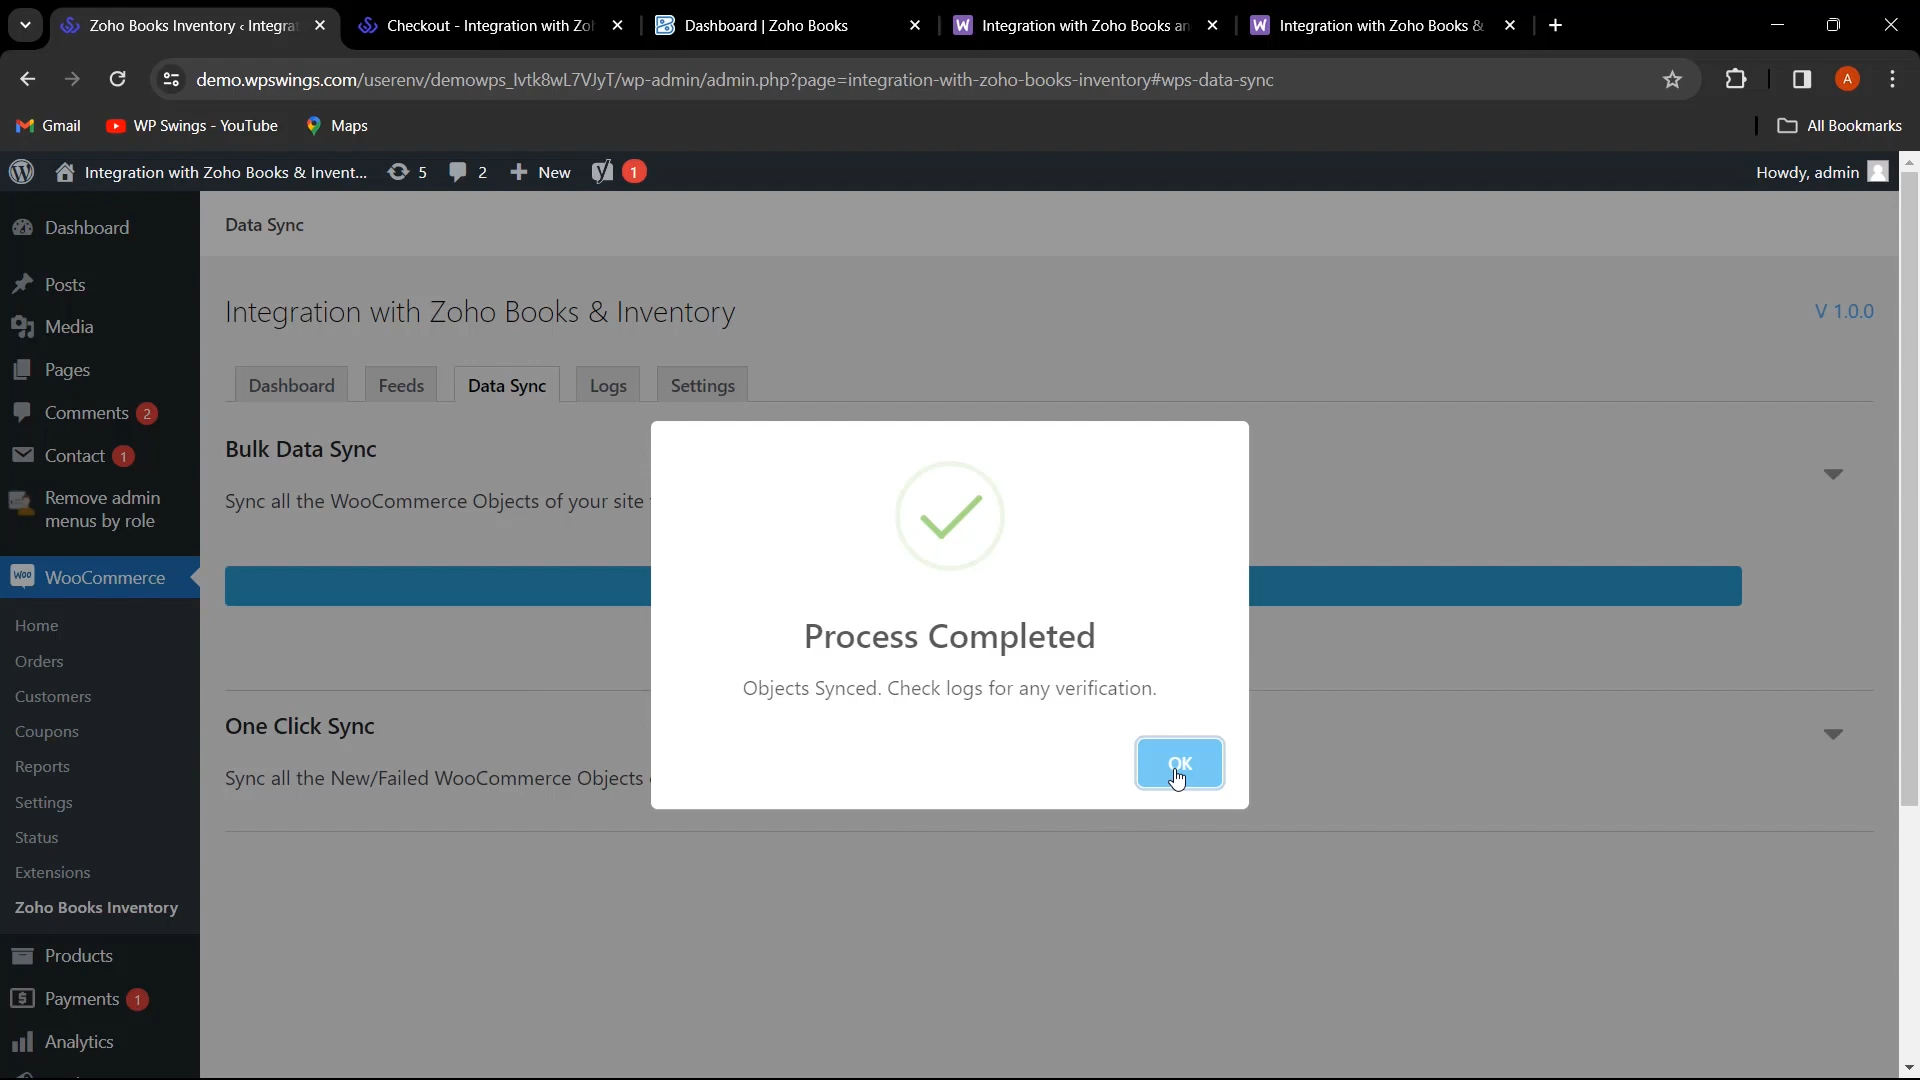 Zoho Books Inventory ‹ Integrat
Checkout - Integration with Zoh
Dashboard | Zoho Books
Integration with Zoho Books an
Integration with Zoho Books &
demo.wpswings.com/userenv/demowps_lvtk8wL7VJyT/wp-admin/admin.php?page=integration-with-zoho-books-inventory#wps-data-sync
A
Gmail
WP Swings - YouTube
Maps
All Bookmarks
Integration with Zoho Books & Invent...
5
2
New
1
Howdy, admin
Dashboard
Posts
Media
Pages
Comments 2
Contact 1
Remove admin
menus by role
Woo
WooCommerce
Home
Orders
Customers
Coupons
Reports
Settings
Status
Extensions
Zoho Books Inventory
Products
Payments 1
Analytics
Data Sync
Integration with Zoho Books & Inventory
V 1.0.0
Dashboard
Feeds
Data Sync
Logs
Settings
Bulk Data Sync
Sync all the WooCommerce Objects of your site
One Click Sync
Sync all the New/Failed WooCommerce Objects
Process Completed
Objects Synced. Check logs for any verification.
OK